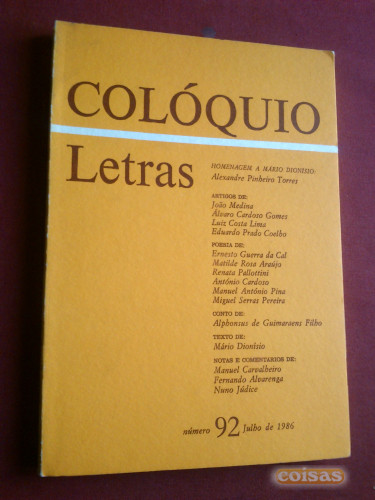 COLÓQUIO
Letras
HOMENAGEM A MÁRIO DIONÍSIO:
Alexandre Pinheiro Torres
ARTIGOS DE:
João Medina
Álvaro Cardoso Gomes
Luiz Costa Lima
Eduardo Prado Coelho
POESIA DE:
Ernesto Guerra da Cal
Matilde Rosa Araújo
Renata Pallottini
António Cardoso
Manuel António Pina
Miguel Serras Pereira
CONTO DE:
Alphonsus de Guimaraens Filho
TEXTO DE:
Mário Dionísio
NOTAS E COMENTÁRIOS DE:
Manuel Carvalheiro
Fernando Alvarenga
Nuno Júdice
número 92 Julho de 1986
coisas